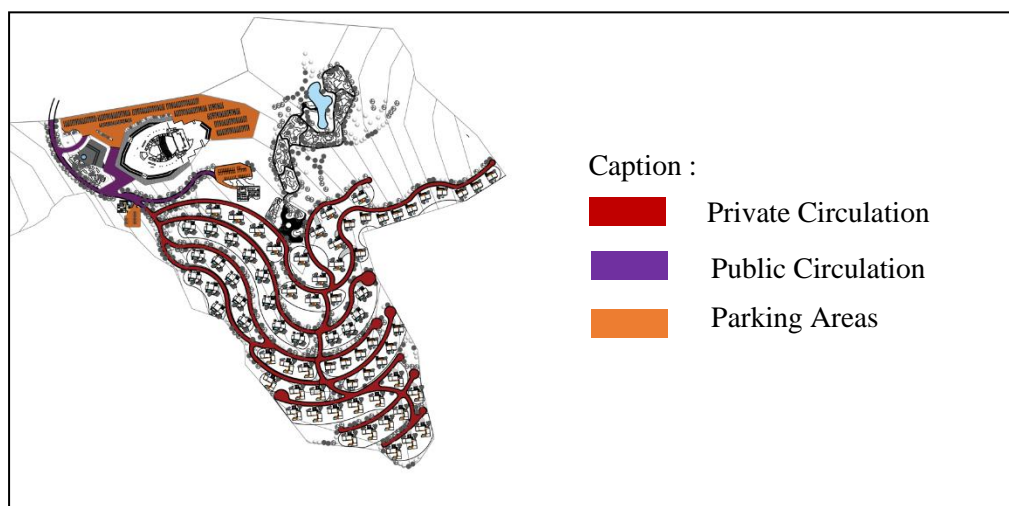 Caption :
Private Circulation
Public Circulation
Parking Areas